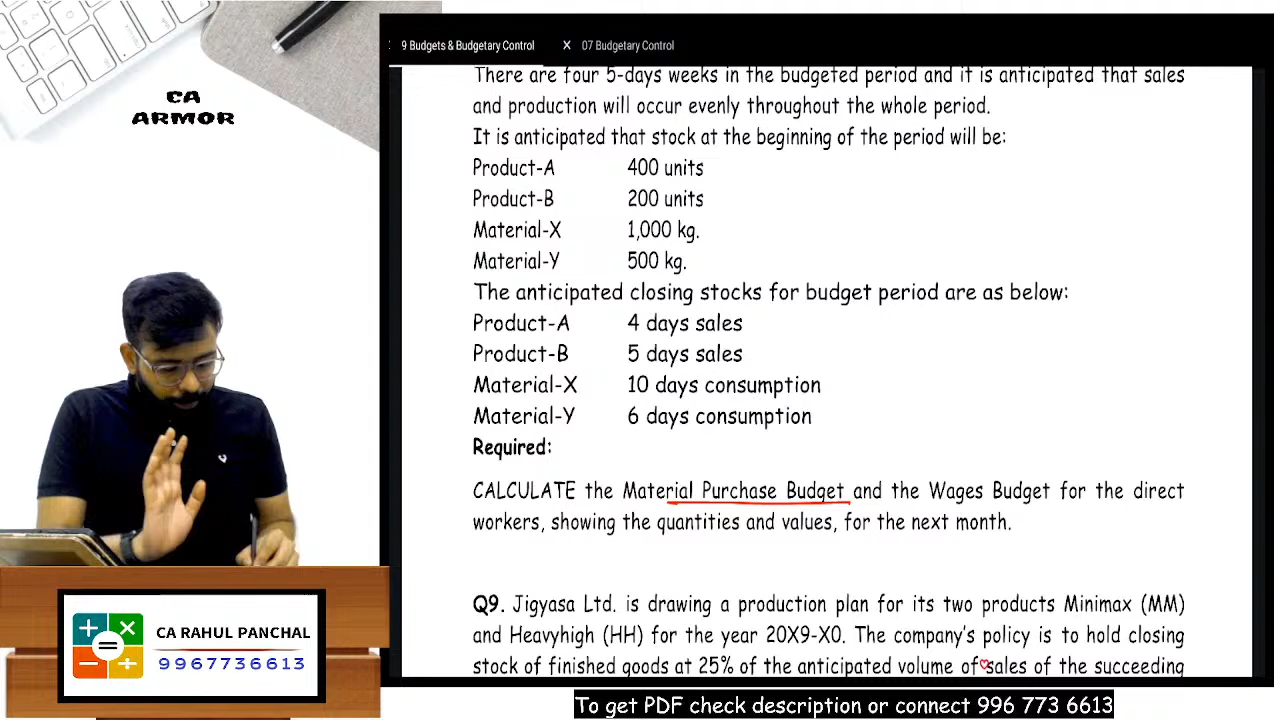 CA
ARMOR
9 Budgets & Budgetary Control
07 Budgetary Control
There are four 5-days weeks in the budgeted period and it is anticipated that sales
and production will occur evenly throughout the whole period.
It is anticipated that stock at the beginning of the period will be:
Product-A 400 units
Product-B 200 units
Material-X 1,000 kg.
Material-Y 500 kg.
The anticipated closing stocks for budget period are as below:
Product-A 4 days sales
Product-B 5 days sales
Material-X 10 days consumption
Material-Y 6 days consumption
Required:
CALCULATE the Material Purchase Budget and the Wages Budget for the direct
workers, showing the quantities and values, for the next month.
Q9. Jigyasa Ltd. is drawing a production plan for its two products Minimax (MM)
and Heavyhigh (HH) for the year 20X9-X0. The company's policy is to hold closing
stock of finished goods at 25% of the anticipated volume of sales of the succeeding
CA RAHUL PANCHAL
9967736613
To get PDF check description or connect 996 773 6613